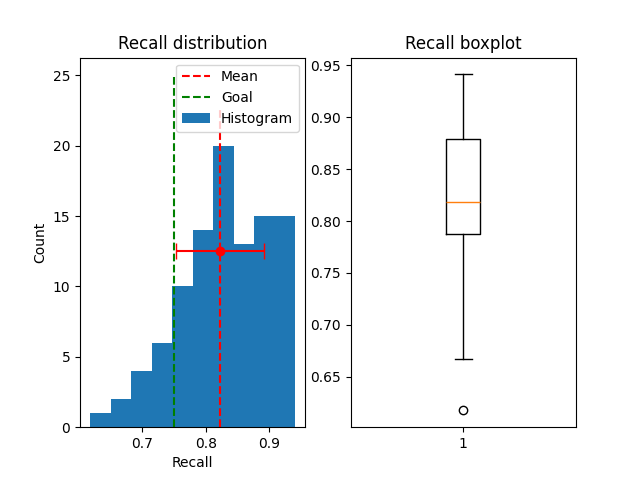 Recall distribution
Mean
Goal
Histogram
Count
25
20
15
10
5
0
0.7 0.8 0.9
Recall
Recall boxplot
0.95
0.90
0.85
0.80
0.75
0.70
0.65
1